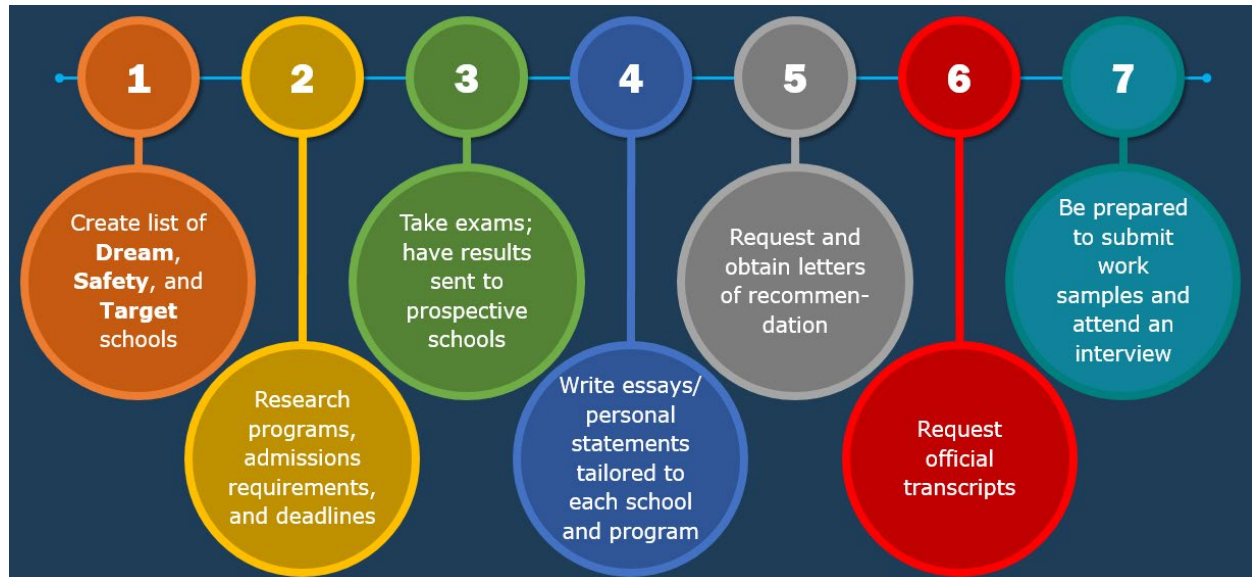 1
2
3
4
5
6
7
Create list of
Dream,
Safety, and
Target
schools
Research
programs,
admissions
requirements,
and deadlines
Take exams;
have results
sent to
prospective
schools
Write essays/
personal
statements
tailored to
each school
and program
Request and
obtain letters
of recommen-
dation
Request
official
transcripts
Be prepared
to submit
work
samples and
attend an
interview